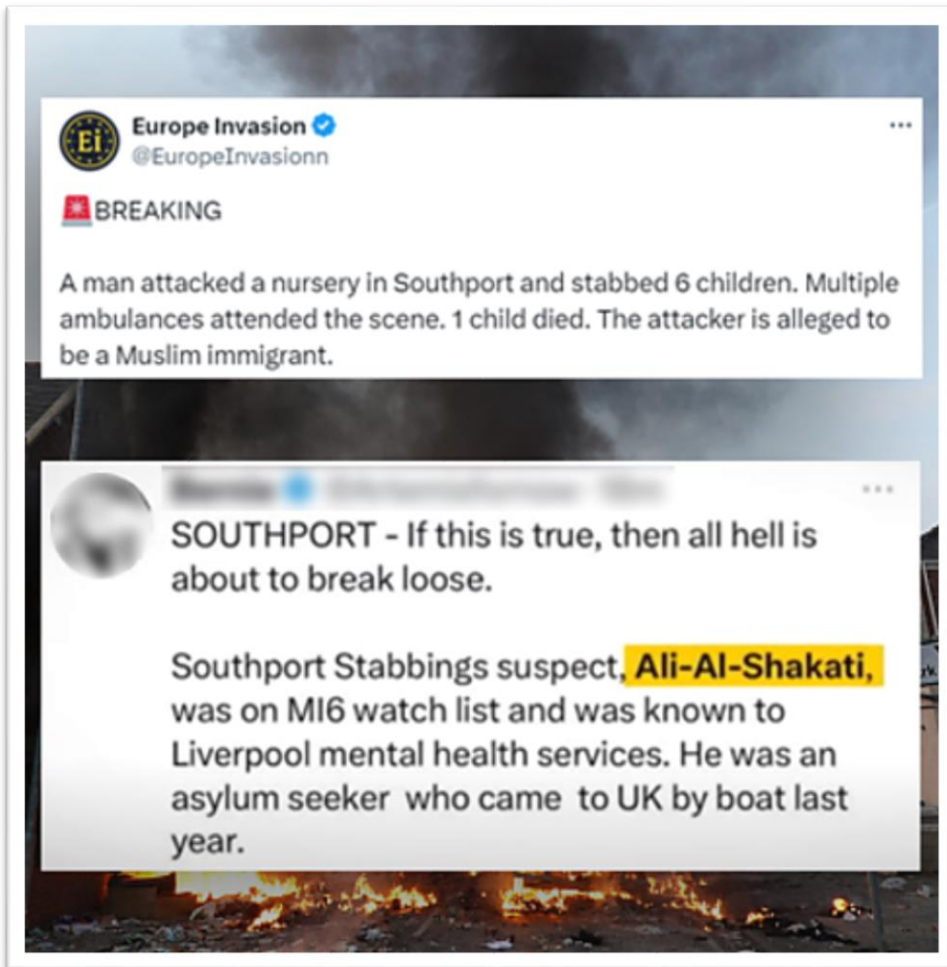 Ei
Europe Invasion
@EuropeInvasionn
BREAKING
A man attacked a nursery in Southport and stabbed 6 children. Multiple
ambulances attended the scene. 1 child died. The attacker is alleged to
be a Muslim immigrant.
SOUTHPORT - If this is true, then all hell is
about to break loose.
Southport Stabbings suspect, Ali-Al-Shakati,
was on MI6 watch list and was known to
Liverpool mental health services. He was an
asylum seeker who came to UK by boat last
year.